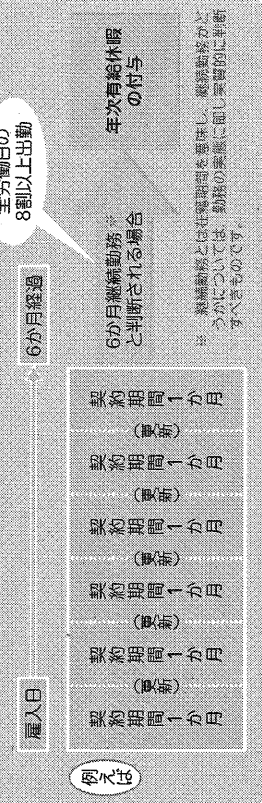 例えば
雇入日
6か月経過
全労働日の
8割以上出勤
契約期間1か月
(更新)
契約期間1か月
(更新)
契約期間1か月
(更新)
契約期間1か月
(更新)
契約期間1か月
(更新)
契約期間1か月
6か月継続勤務※
と判断される場合
年次有給休暇
の付与
※ 継続勤務とは在籍期間を意味し、継続勤務かど
うかについては、勤務の実態に即し実質的に判断
すべきものです。